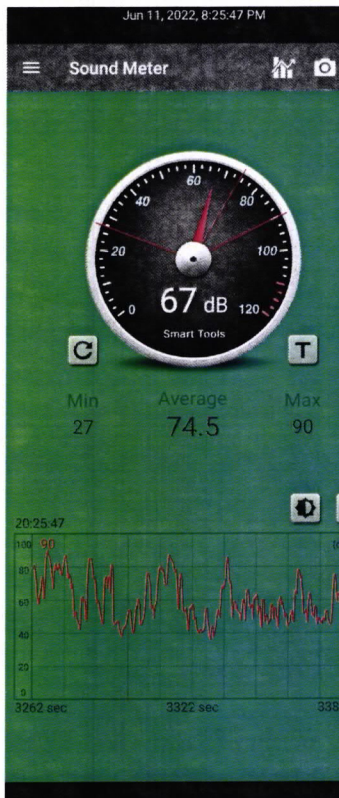 Jun 11, 2022, 8:25:47 PM
Sound Meter
60
40
80
20
100
0
67 dB
120
Smart Tools
C
T
Min
Average
Max
27
74.5
90
20:25:47
100
90
80
60
40
20
0
3262 sec
3322 sec
338